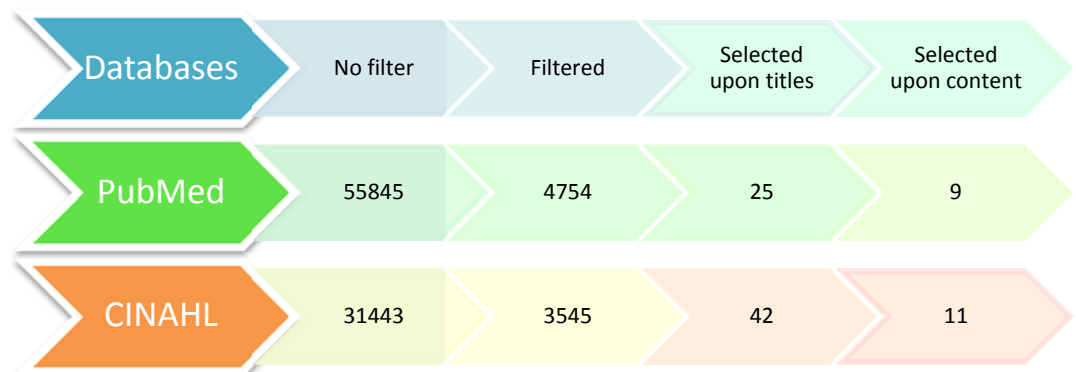 Databases
No filter
Filtered
Selected
upon titles
Selected
upon content
PubMed
55845
4754
25
9
CINAHL
31443
3545
42
11